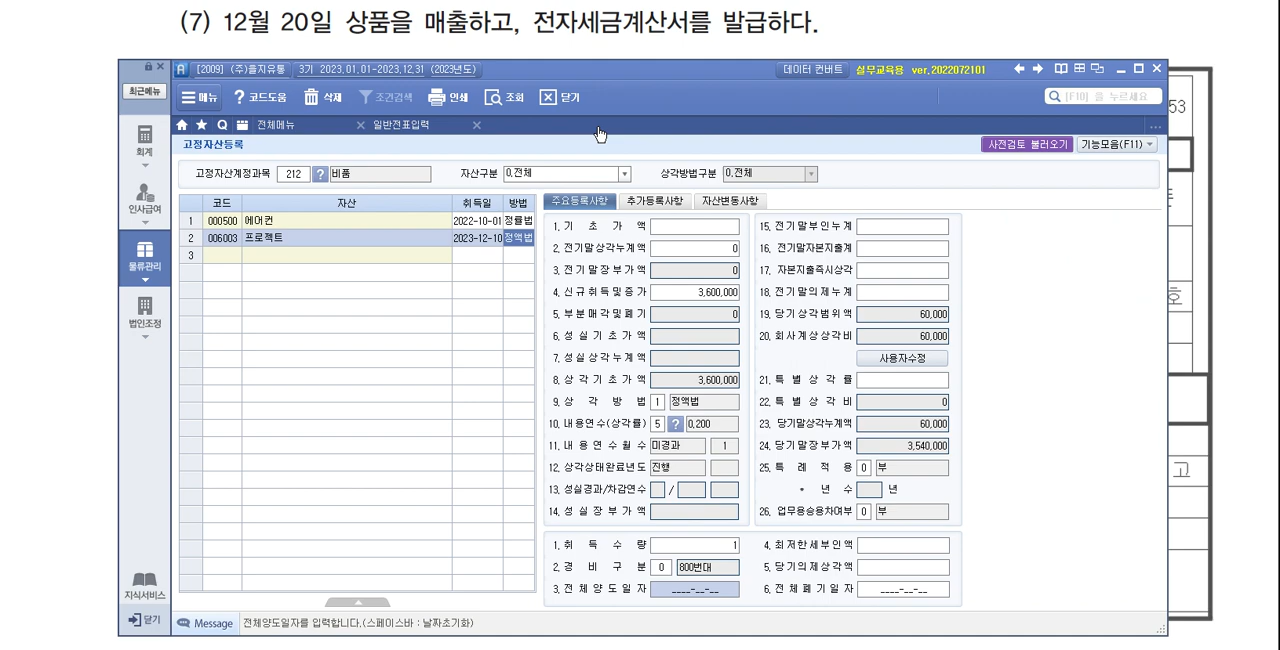 (7) 12월 20일 상품을 매출하고, 전자세금계산서를 발급하다.
[2009] (주)을지유통 3기 2023.01.01~2023.12.31 (2023년도) 데이터 컨버트 실무교육용 ver.2022072101
최근메뉴 메뉴 ? 코드도움 삭제 조건검색 인쇄 조회 닫기 [F10] 을 누르세요
전체메뉴 일반전표입력 ...
고정자산등록 사전검토 불러오기 기능모음(F11)
고정자산계정과목 212 ? 비품 자산구분 0.전체 상각방법구분 0.전체
회계
인사급여
물류관리
법인조정
지식서비스
닫기
코드 자산 취득일 방법
1 000500 에어컨 2022-10-01 정률법
2 006003 프로젝트 2023-12-10 정액법
3
주요등록사항 추가등록사항 자산변동사항
1. 기 초 가 액
2. 전기말상각누계액 0
3. 전기말장부가액 0
4. 신규취득및증가 3,600,000
5. 부분매각및폐기 0
6. 성실기초가액
7. 성실상각누계액
8. 상각기초가액 3,600,000
9. 상 각 방 법 1 정액법
10. 내용연수(상각률) 5 ? 0.200
11. 내용연수월수 미경과 1
12. 상각상태완료년도 진행
13. 성실경과/차감연수 /
14. 성실장부가액
15. 전기말부인누계
16. 전기말자본지출계
17. 자본지출즉시상각
18. 전기말의제누계
19. 당기상각범위액 60,000
20. 회사계상상각비 60,000
사용자수정
21. 특 별 상 각 률
22. 특 별 상 각 비 0
23. 당기말상각누계액 60,000
24. 당기말장부가액 3,540,000
25. 특 례 적 용 0 부
* 년 수 년
26. 업무용승용차여부 0 부
1. 취 득 수 량 1
2. 경 비 구 분 0 800번대
3. 전체양도일자 ____-__-__
4. 최저한세부인액
5. 당기의제상각액
6. 전체폐기일자 ____-__-__
Message 전체양도일자를 입력합니다.(스페이스바 : 날짜초기화)
53
호
고